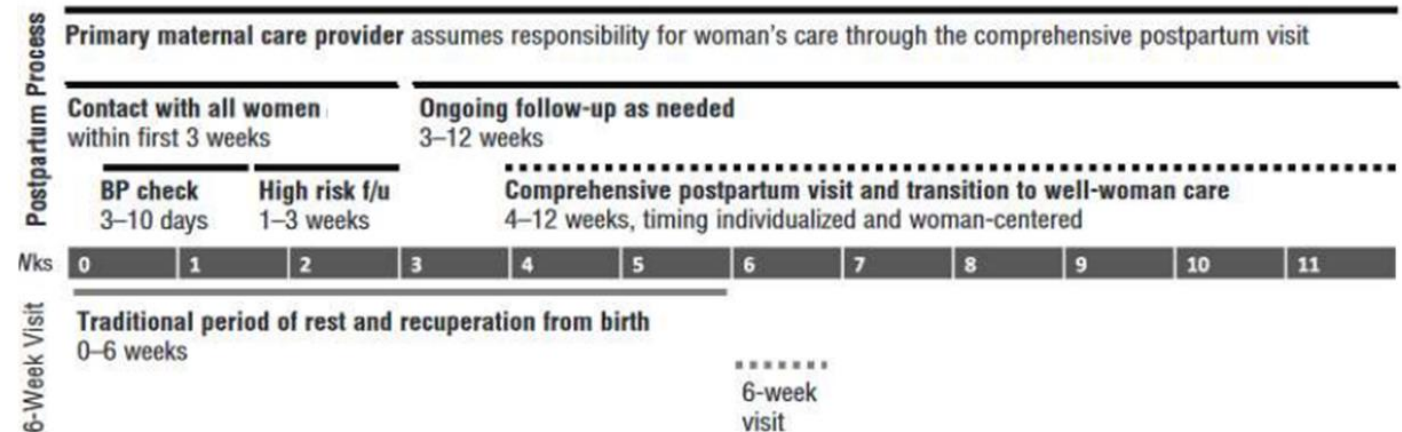 Postpartum Process
Primary maternal care provider assumes responsibility for woman's care through the comprehensive postpartum visit
Contact with all women
within first 3 weeks
Ongoing follow-up as needed
3–12 weeks
BP check
3–10 days
High risk f/u
1–3 weeks
Comprehensive postpartum visit and transition to well-woman care
4–12 weeks, timing individualized and woman-centered
Wks 0 1 2 3 4 5 6 7 8 9 10 11
6-Week Visit
Traditional period of rest and recuperation from birth
0–6 weeks
6-week
visit